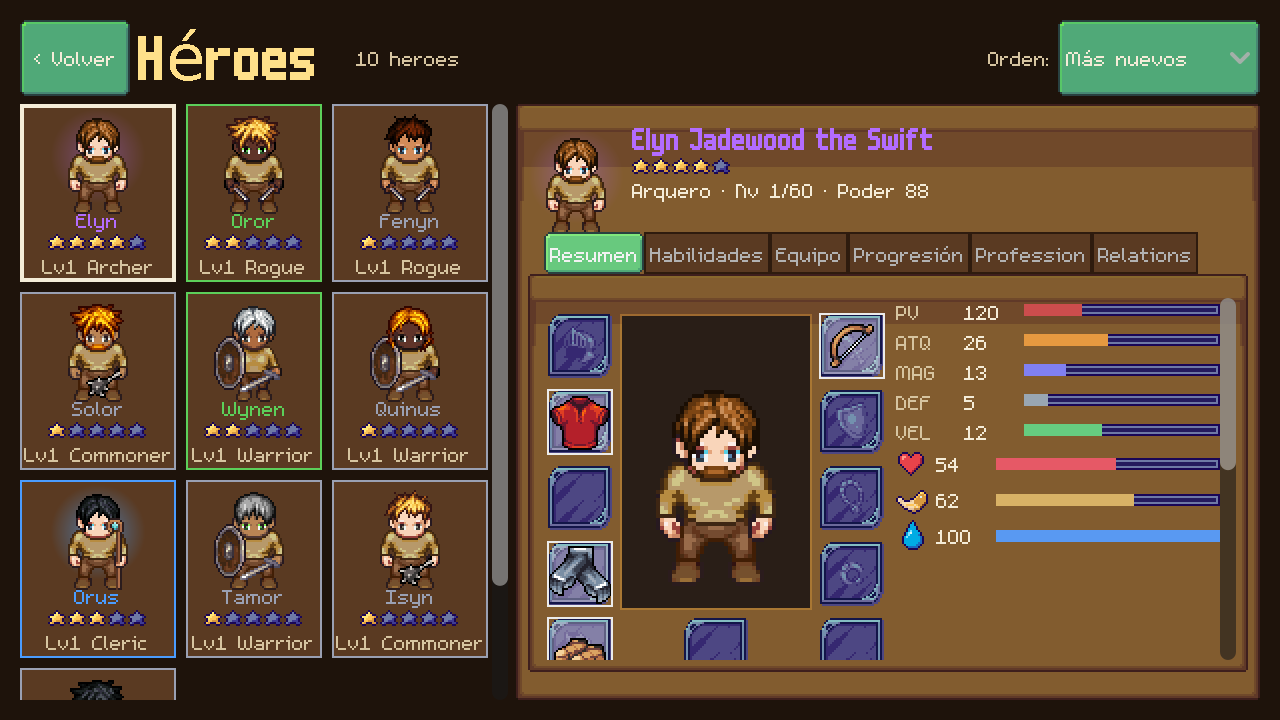 < Volver
Héroes
10 heroes
Orden:
Más nuevos
Elyn
Lv1 Archer
Oror
Lv1 Rogue
Fenyn
Lv1 Rogue
Solor
Lv1 Commoner
Wynen
Lv1 Warrior
Quinus
Lv1 Warrior
Orus
Lv1 Cleric
Tamor
Lv1 Warrior
Isyn
Lv1 Commoner
Elyn Jadewood the Swift
Arquero · Nv 1/60 · Poder 88
Resumen
Habilidades
Equipo
Progresión
Profession
Relations
PV 120
ATQ 26
MAG 13
DEF 5
VEL 12
54
62
100